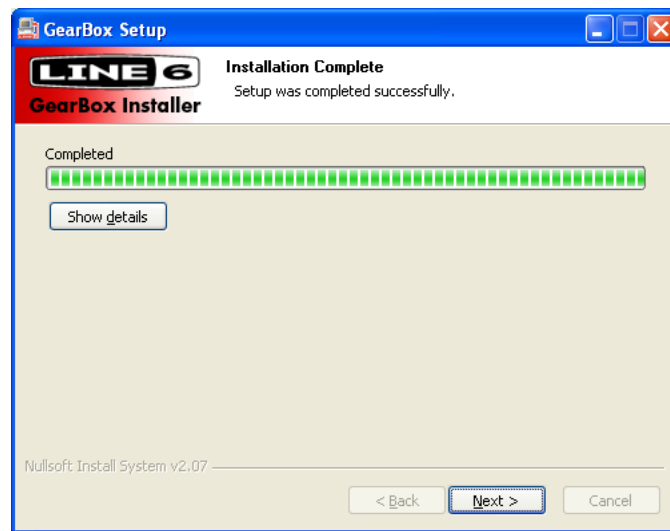 GearBox Setup
LINE 6
GearBox Installer
Installation Complete
Setup was completed successfully.
Completed
Show details
Nullsoft Install System v2.07
< Back
Next >
Cancel